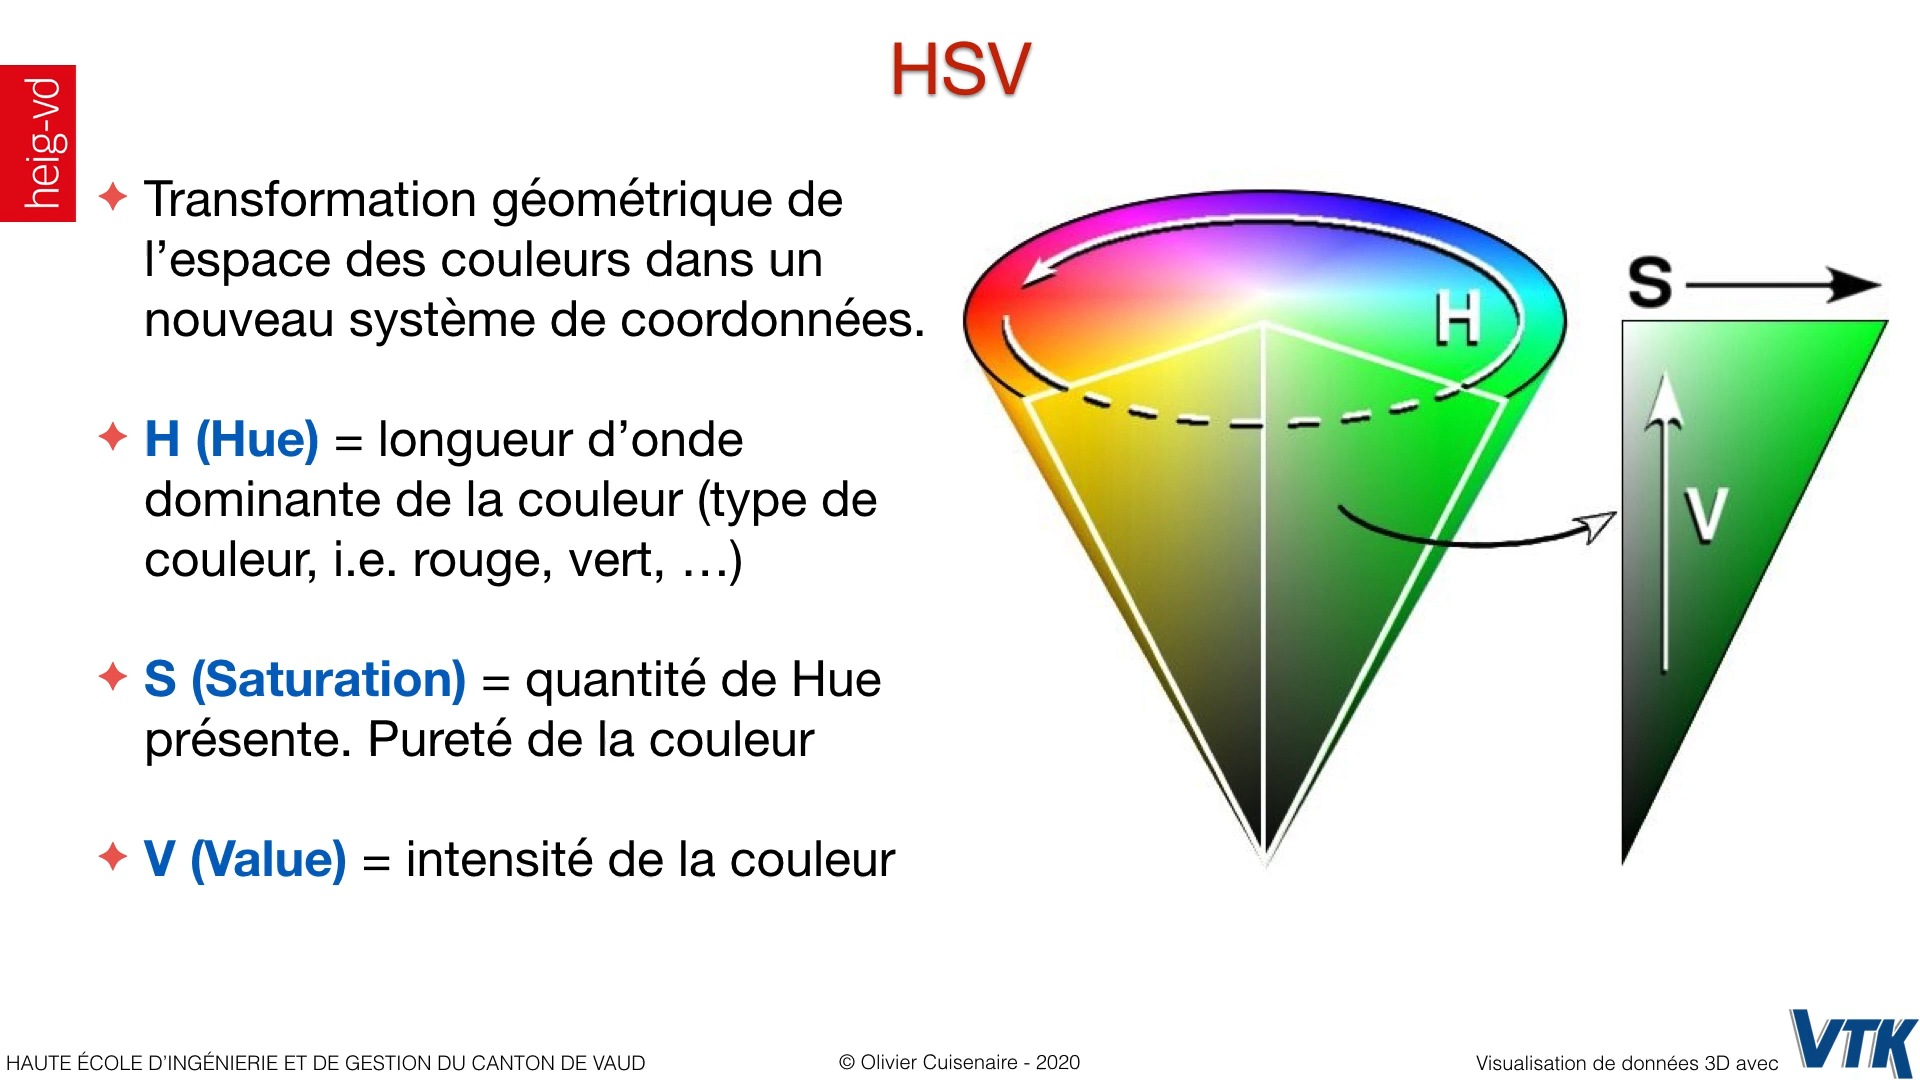 HSV
heig-vd
✦ Transformation géométrique de
l’espace des couleurs dans un
nouveau système de coordonnées.
✦ H (Hue) = longueur d’onde
dominante de la couleur (type de
couleur, i.e. rouge, vert, …)
✦ S (Saturation) = quantité de Hue
présente. Pureté de la couleur
✦ V (Value) = intensité de la couleur
H
S
V
HAUTE ÉCOLE D’INGÉNIERIE ET DE GESTION DU CANTON DE VAUD
© Olivier Cuisenaire - 2020
Visualisation de données 3D avec
VTK